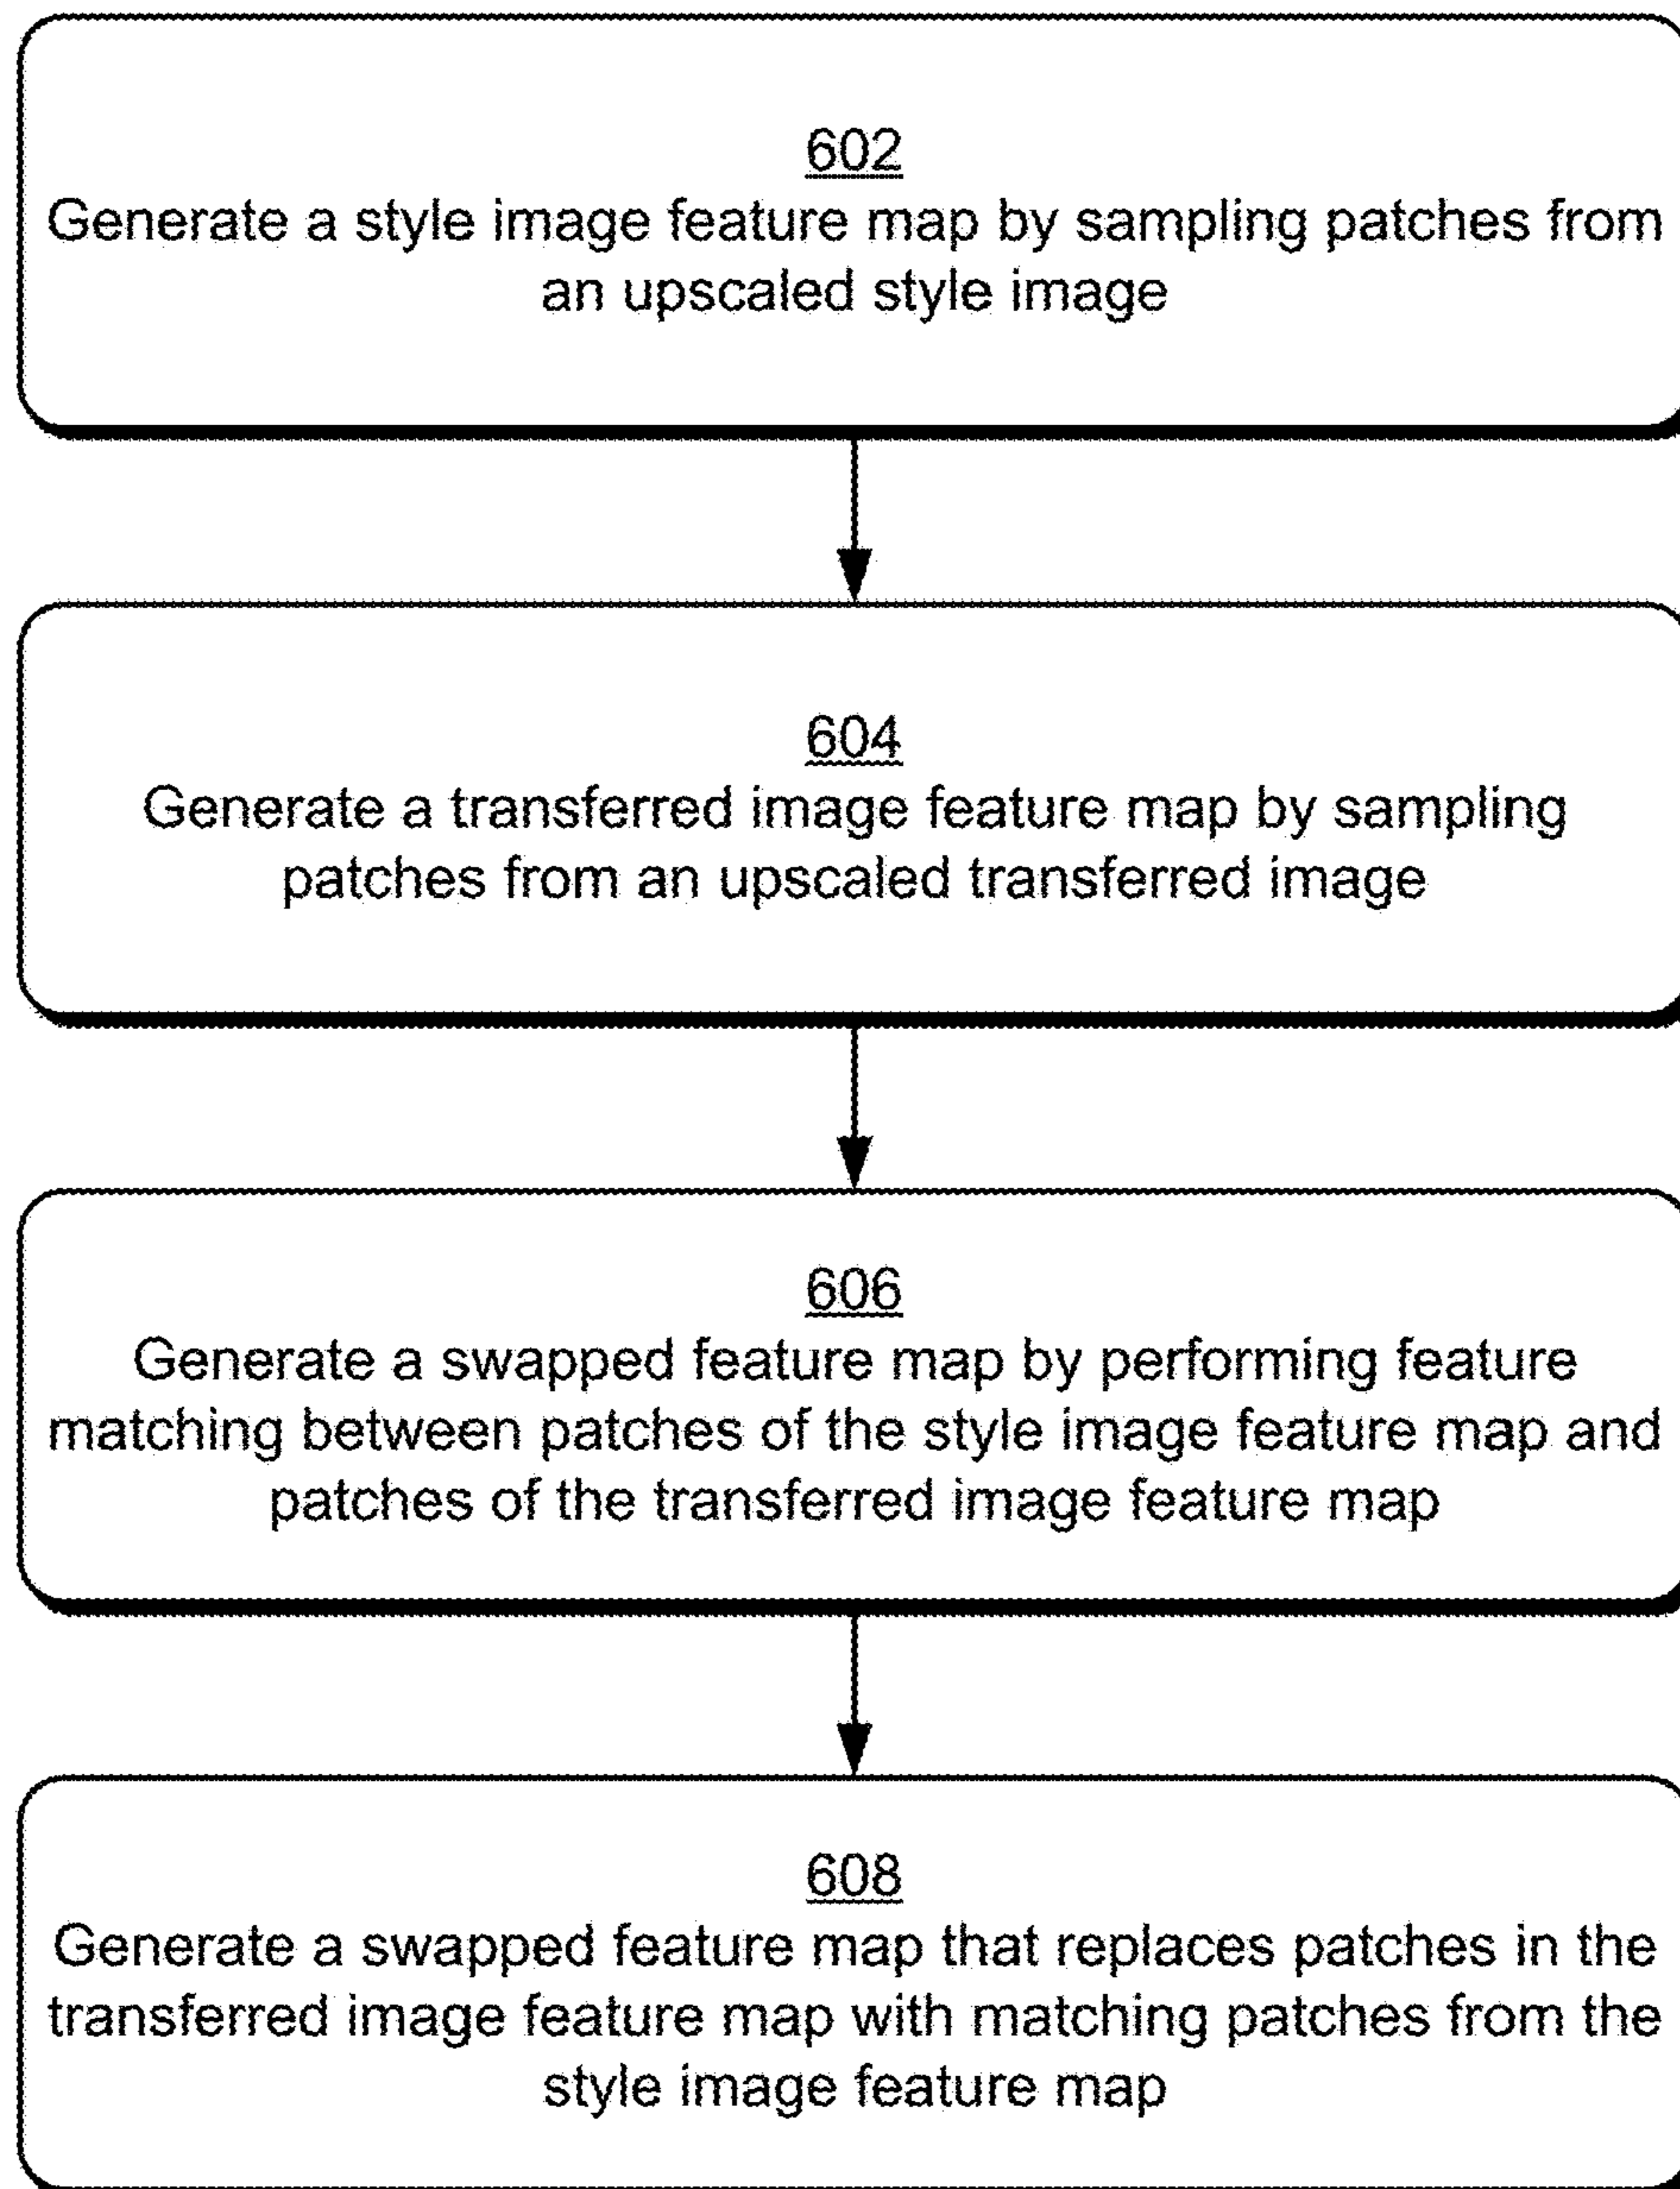 602
Generate a style image feature map by sampling patches from
an upscaled style image
604
Generate a transferred image feature map by sampling
patches from an upscaled transferred image
606
Generate a swapped feature map by performing feature
matching between patches of the style image feature map and
patches of the transferred image feature map
608
Generate a swapped feature map that replaces patches in the
transferred image feature map with matching patches from the
style image feature map